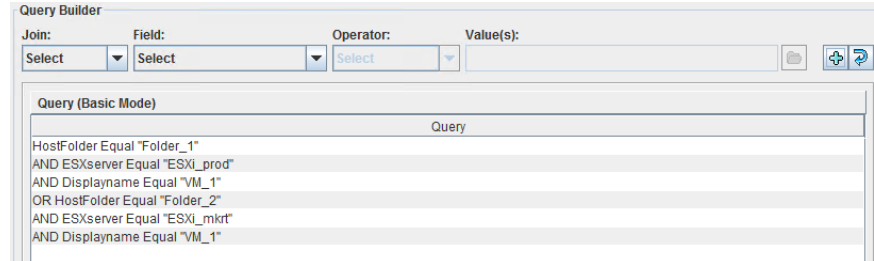 Query Builder
Join: Field: Operator: Value(s):
Select Select Select
Query (Basic Mode)
Query
HostFolder Equal "Folder_1"
AND ESXserver Equal "ESXi_prod"
AND Displayname Equal "VM_1"
OR HostFolder Equal "Folder_2"
AND ESXserver Equal "ESXi_mkrt"
AND Displayname Equal "VM_1"